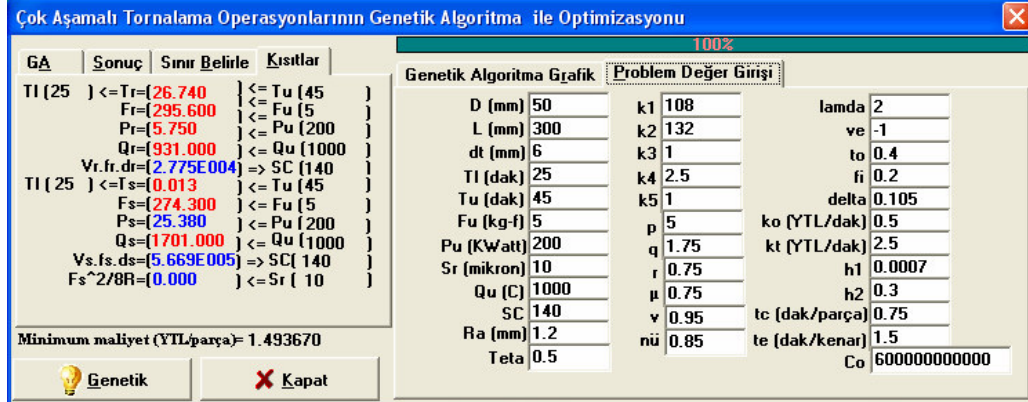 Çok Aşamalı Tornalama Operasyonlarının Genetik Algoritma ile Optimizasyonu
100%
GA Sonuç Sınır Belirle Kısıtlar
Tl (25 ) <=Tr=(26.740 ) <= Tu (45 )
Fr=(295.600 ) <= Fu (5 )
Pr=(5.750 ) <= Pu (200 )
Qr=(931.000 ) <= Qu (1000 )
Vr.fr.dr=(2.775E004) => SC (140 )
Tl ( 25 ) <=Ts=(0.013 ) <= Tu (45 )
Fs=(274.300 ) <= Fu (5 )
Ps=(25.380 ) <= Pu ( 200 )
Qs=(1701.000 ) <= Qu (1000 )
Vs.fs.ds=(5.669E005) => SC( 140 )
Fs^2/8R=(0.000 ) <=Sr ( 10 )
Minimum maliyet (YTL/parça)= 1.493670
Genetik Kapat
Genetik Algoritma Grafik Problem Değer Girişi
D (mm) 50
L (mm) 300
dt (mm) 6
Tl (dak) 25
Tu (dak) 45
Fu (kg-f) 5
Pu (KWatt) 200
Sr (mikron) 10
Qu (C) 1000
SC 140
Ra (mm) 1.2
Teta 0.5
k1 108
k2 132
k3 1
k4 2.5
k5 1
p 5
q 1.75
r 0.75
µ 0.75
v 0.95
nü 0.85
lamda 2
ve -1
to 0.4
fi 0.2
delta 0.105
ko (YTL/dak) 0.5
kt (YTL/dak) 2.5
h1 0.0007
h2 0.3
tc (dak/parça) 0.75
te (dak/kenar) 1.5
Co 600000000000